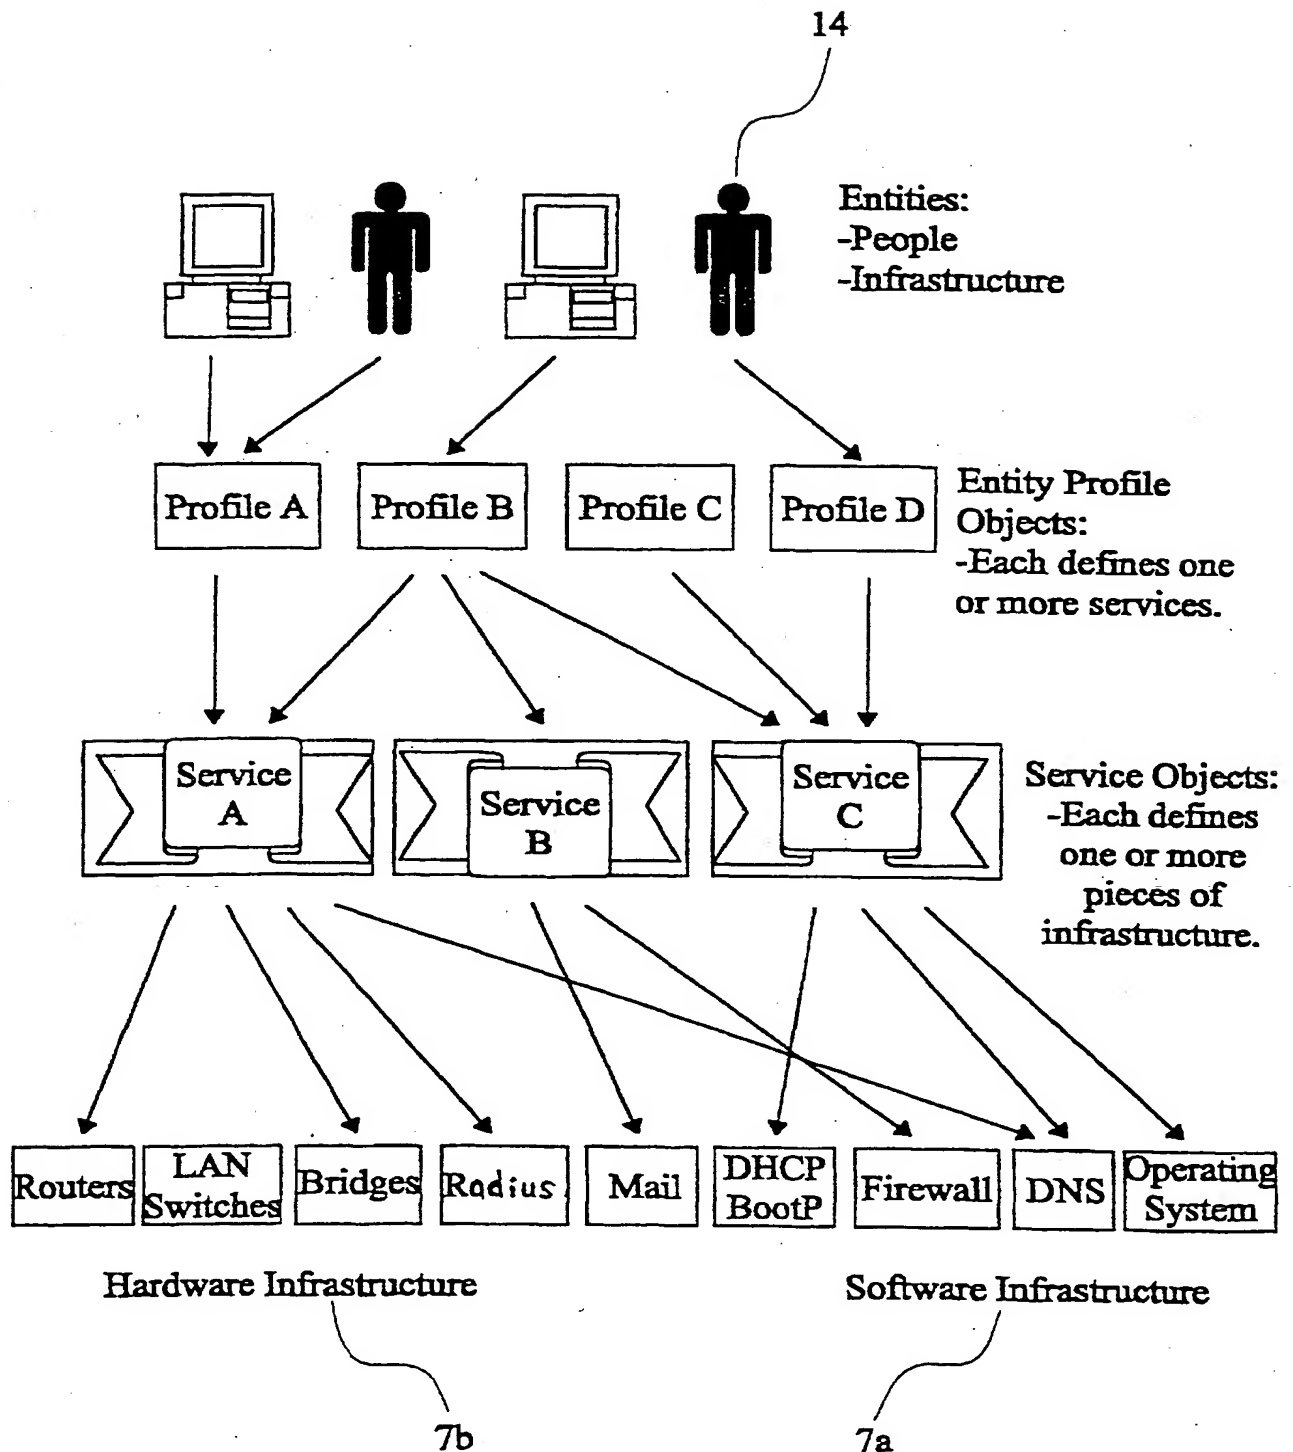 14
Entities:
-People
-Infrastructure
Profile A
Profile B
Profile C
Profile D
Entity Profile
Objects:
-Each defines one
or more services.
Service
A
Service
B
Service
C
Service Objects:
-Each defines
one or more
pieces of
infrastructure.
Routers
LAN
Switches
Bridges
Radius
Mail
DHCP
BootP
Firewall
DNS
Operating
System
Hardware Infrastructure
Software Infrastructure
7b
7a